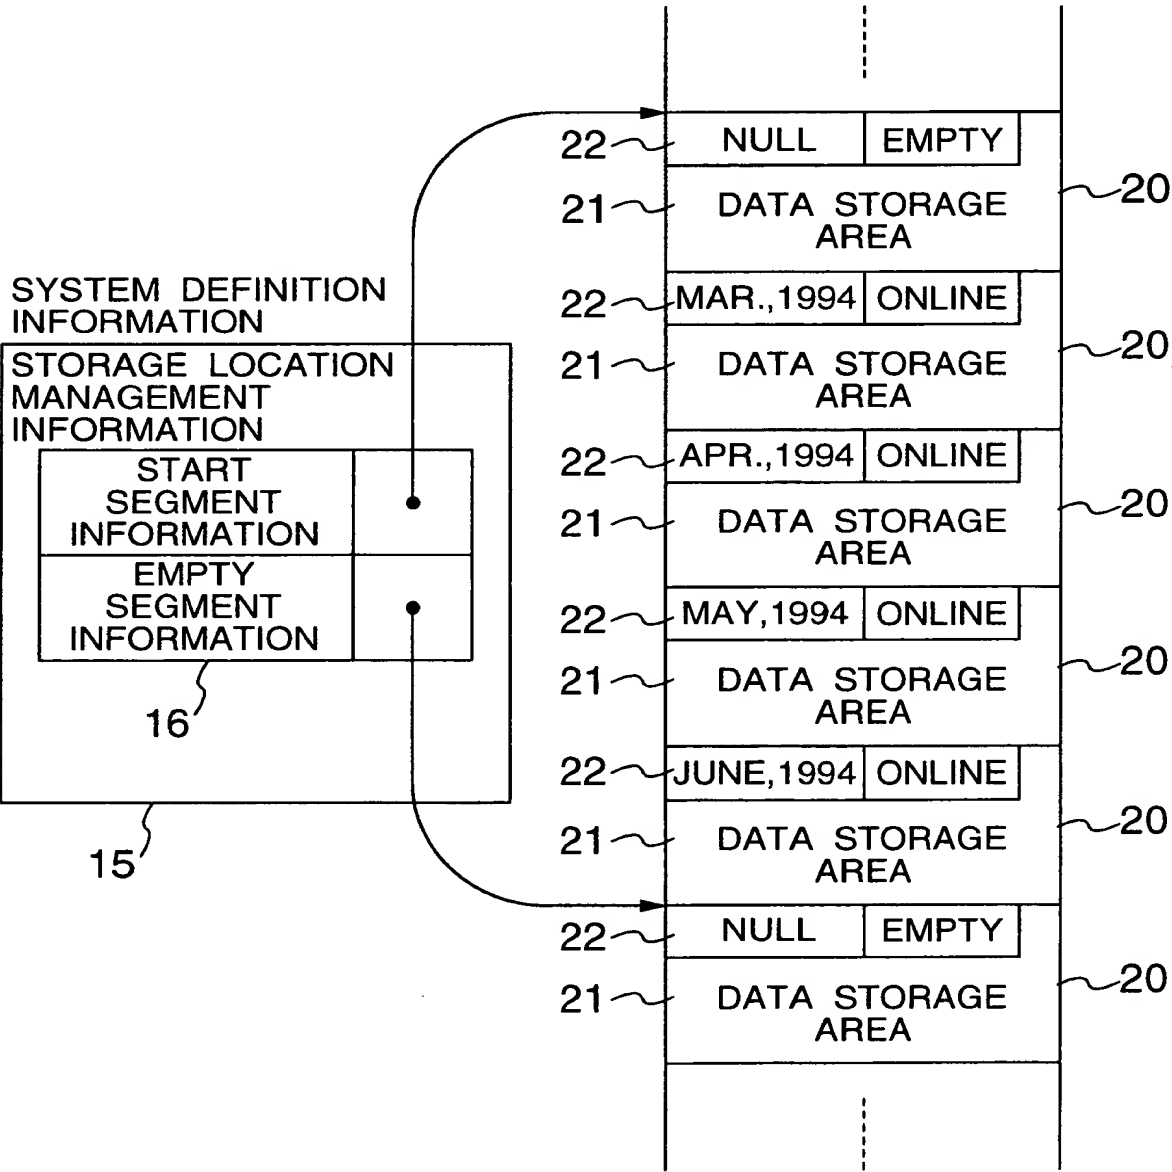 SYSTEM DEFINITION
INFORMATION
STORAGE LOCATION
MANAGEMENT
INFORMATION
START
SEGMENT
INFORMATION
EMPTY
SEGMENT
INFORMATION
16
15
22 NULL EMPTY
21 DATA STORAGE 20
AREA
22 MAR.,1994 ONLINE
21 DATA STORAGE 20
AREA
22 APR.,1994 ONLINE
21 DATA STORAGE 20
AREA
22 MAY,1994 ONLINE
21 DATA STORAGE 20
AREA
22 JUNE,1994 ONLINE
21 DATA STORAGE 20
AREA
22 NULL EMPTY
21 DATA STORAGE 20
AREA